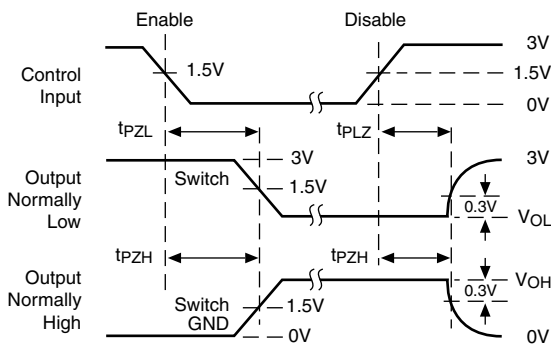 Enable
Disable
Control
Input
1.5V
3V
1.5V
0V
tPZL
tPLZ
Output
Normally
Low
Switch
3V
1.5V
3V
0.3V
VOL
tPZH
tPZH
Output
Normally
High
Switch
GND
1.5V
0V
VOH
0.3V
0V